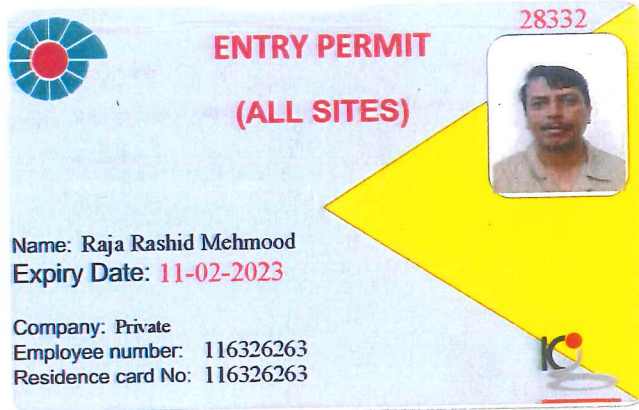 28332
ENTRY PERMIT
(ALL SITES)
Name: Raja Rashid Mehmood
Expiry Date: 11-02-2023
Company: Private
Employee number: 116326263
Residence card No: 116326263